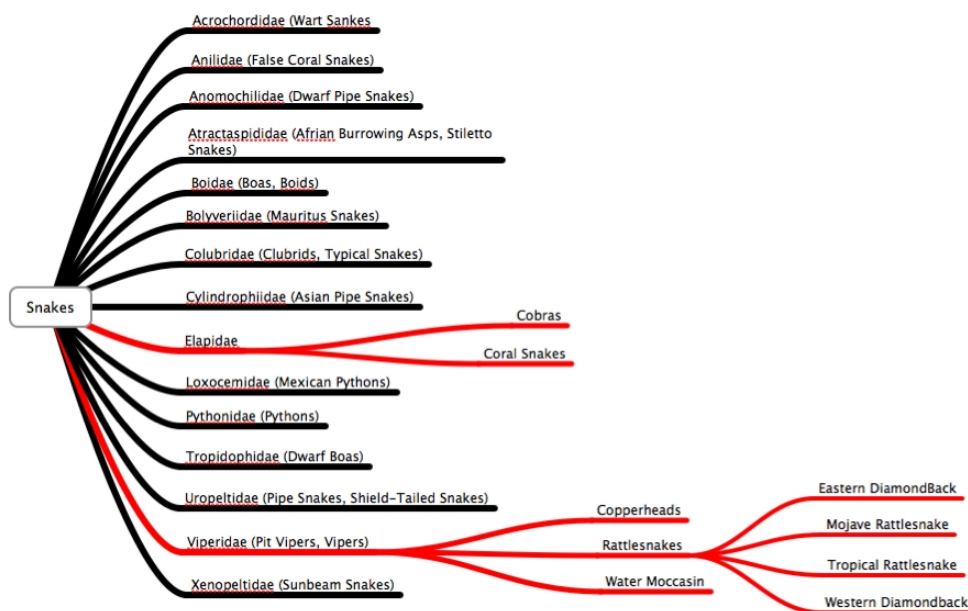 Acrochordidae (Wart Sankes
Anilidae (False Coral Snakes)
Anomochilidae (Dwarf Pipe Snakes)
Atractaspididae (Afrian Burrowing Asps, Stiletto
Snakes)
Boidae (Boas, Boids)
Bolyveriidae (Mauritus Snakes)
Colubridae (Clubrids, Typical Snakes)
Cylindrophiidae (Asian Pipe Snakes)
Snakes
Elapidae
Cobras
Coral Snakes
Loxocemidae (Mexican Pythons)
Pythonidae (Pythons)
Tropidophidae (Dwarf Boas)
Uropeltidae (Pipe Snakes, Shield-Tailed Snakes)
Viperidae (Pit Vipers, Vipers)
Copperheads
Rattlesnakes
Water Moccasin
Eastern DiamondBack
Mojave Rattlesnake
Tropical Rattlesnake
Western Diamondback
Xenopeltidae (Sunbeam Snakes)